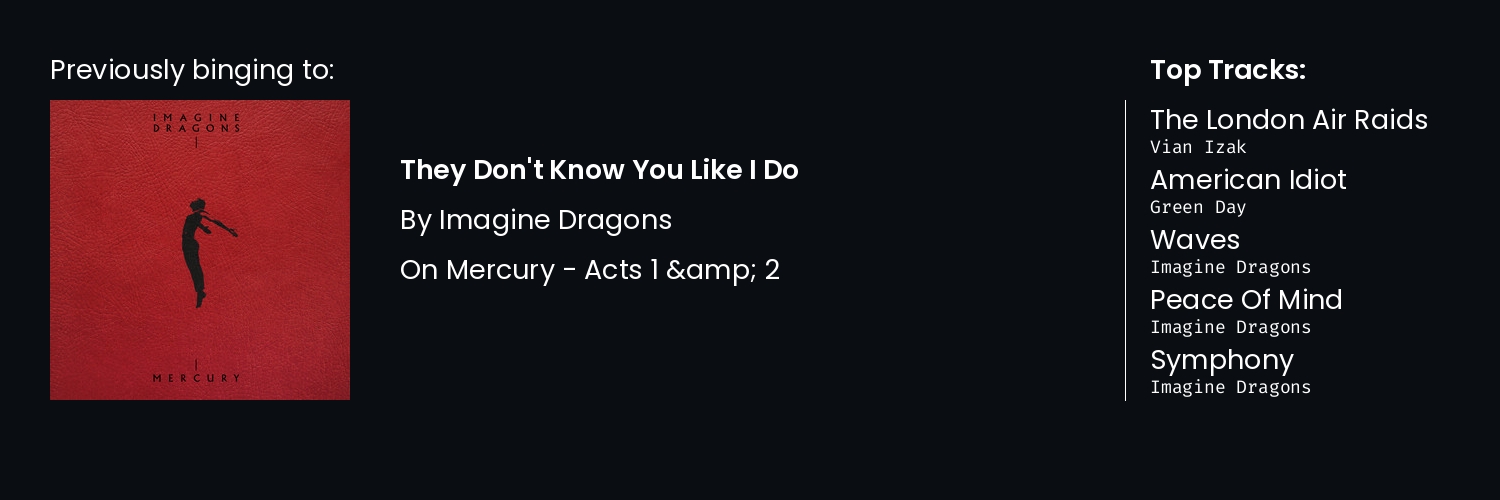 Previously binging to:
IMAGINE
DRAGONS
MERCURY
They Don't Know You Like I Do
By Imagine Dragons
On Mercury - Acts 1 &amp; 2
Top Tracks:
The London Air Raids
Vian Izak
American Idiot
Green Day
Waves
Imagine Dragons
Peace Of Mind
Imagine Dragons
Symphony
Imagine Dragons